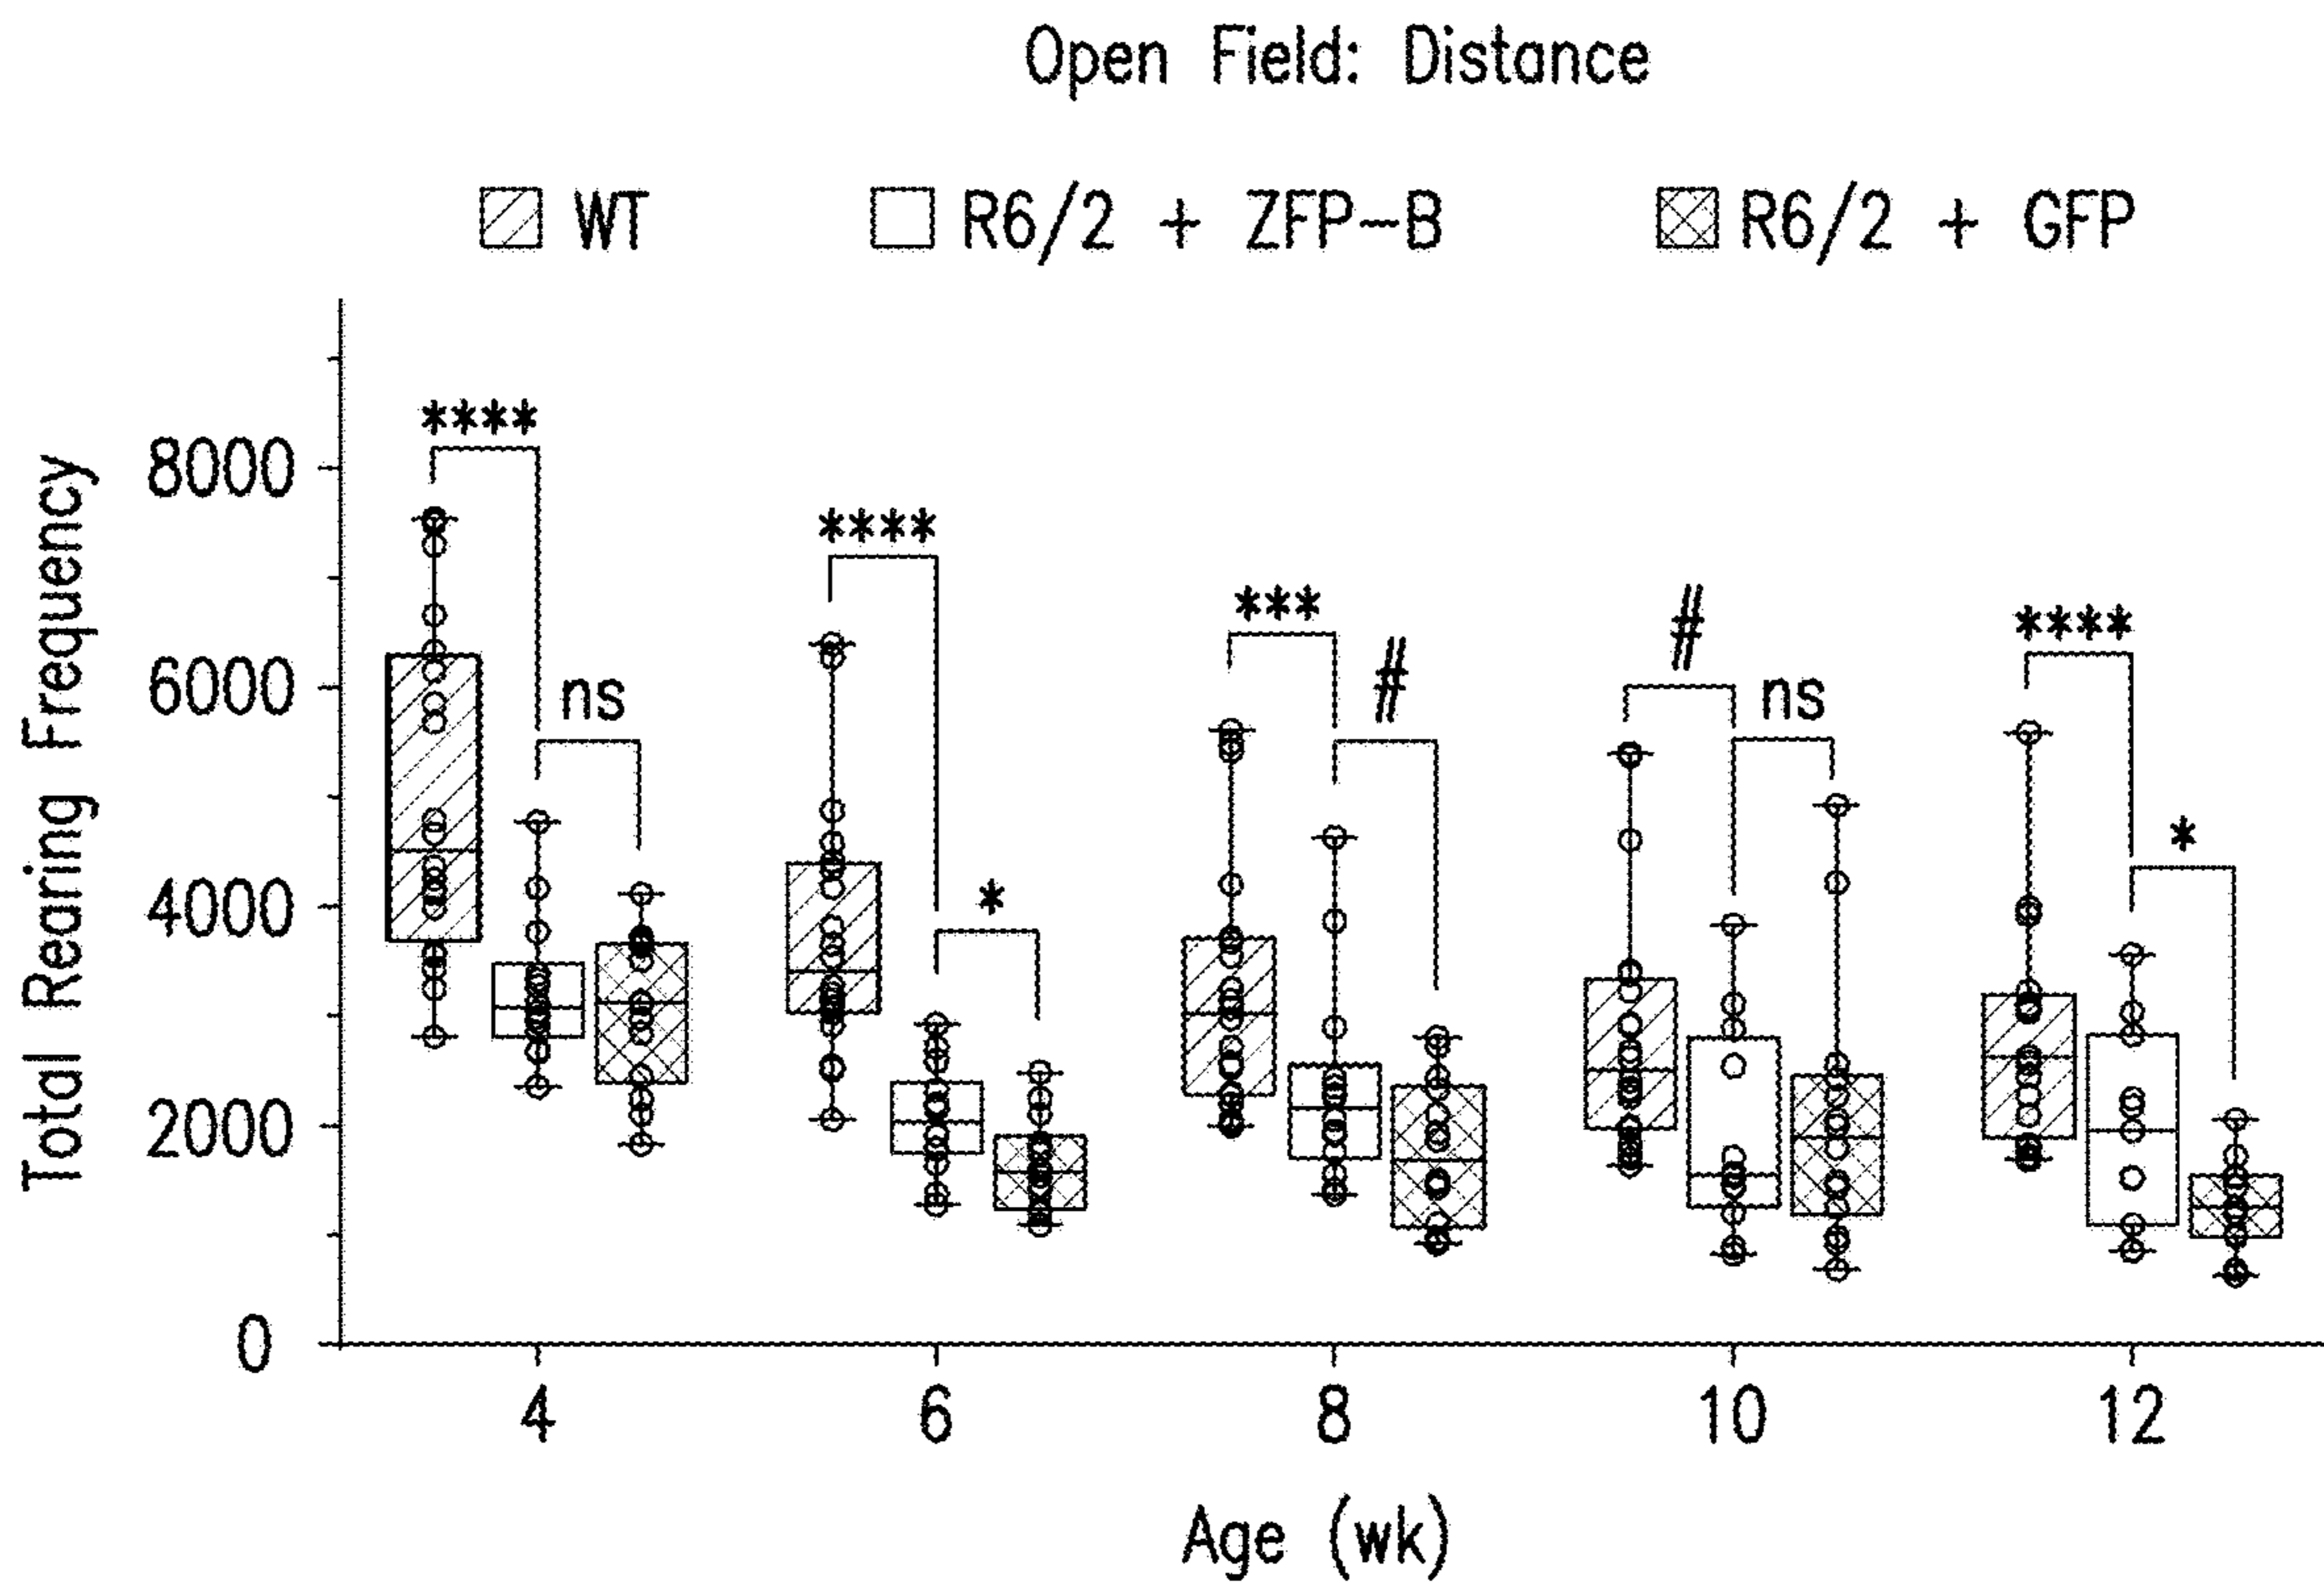 Open Field: Distance
WT
R6/2 + ZFP-B
R6/2 + GFP
Total Rearing Frequency
8000
6000
4000
2000
0
****
ns
****
*
***
#
#
ns
****
*
4
6
8
10
12
Age (wk)